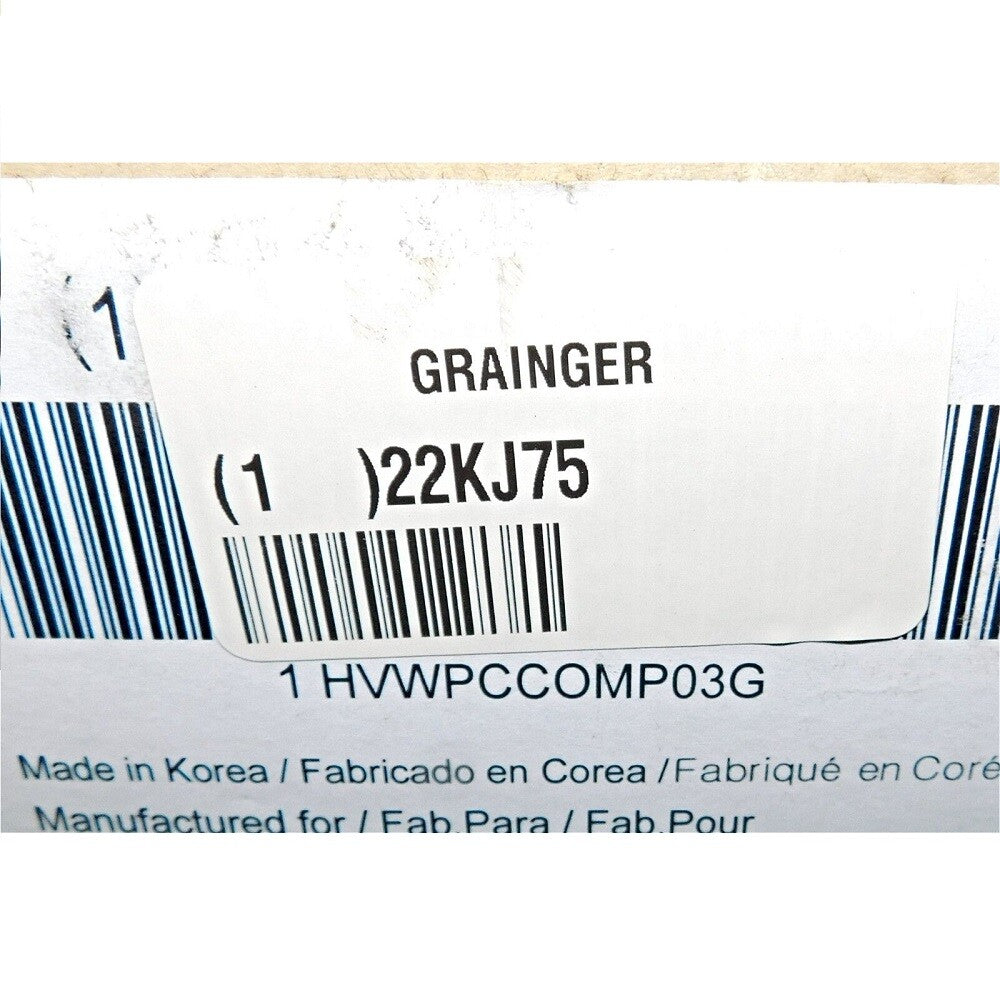 (1
GRAINGER
(1 )22KJ75
1 HVWPCCOMP03G
Made in Korea / Fabricado en Corea /Fabriqué en Coré
Manufactured for / Fab.Para / Fab.Pour